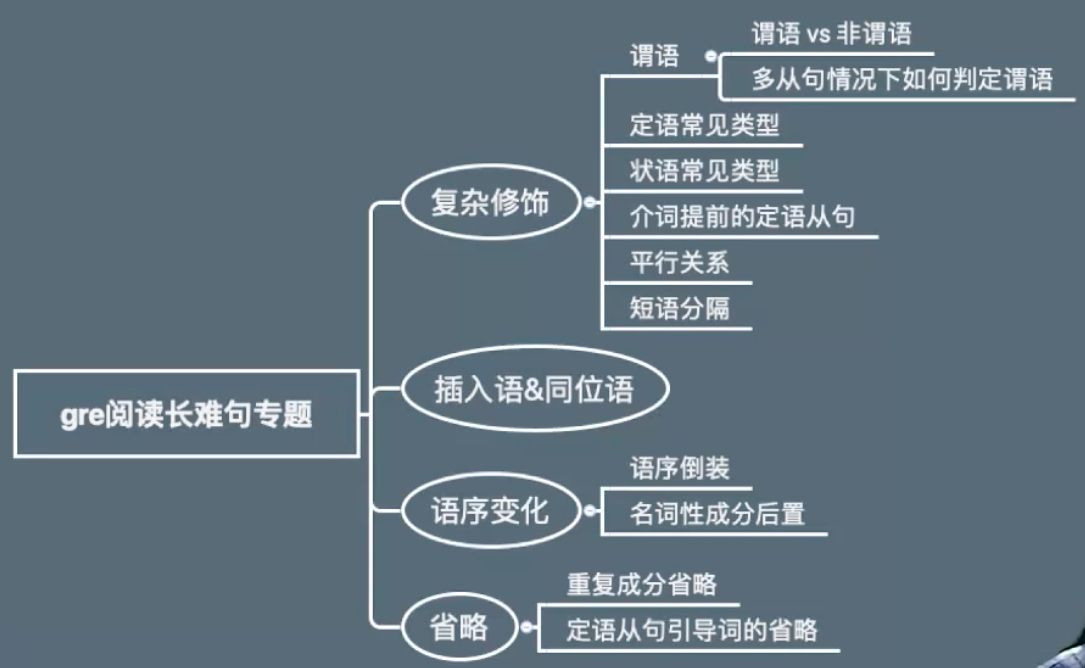 gre阅读长难句专题
复杂修饰
谓语
谓语 vs 非谓语
多从句情况下如何判定谓语
定语常见类型
状语常见类型
介词提前的定语从句
平行关系
短语分隔
插入语&同位语
语序变化
语序倒装
名词性成分后置
省略
重复成分省略
定语从句引导词的省略